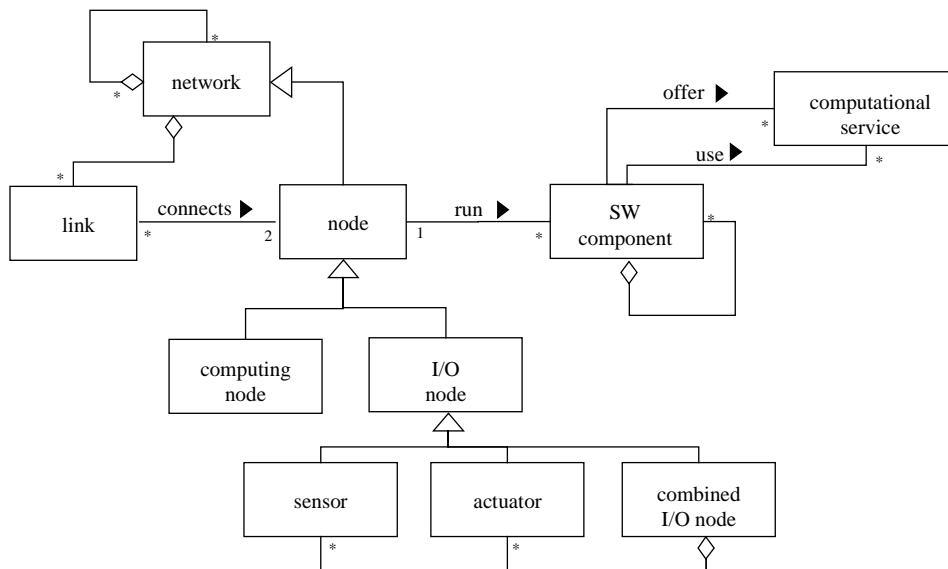 *
network
*
offer ▶
computational
service
*
use ▶
*
*
link
connects ▶
*
2
node
run ▶
1
*
SW
component
*
computing
node
I/O
node
sensor
actuator
combined
I/O node
*
*